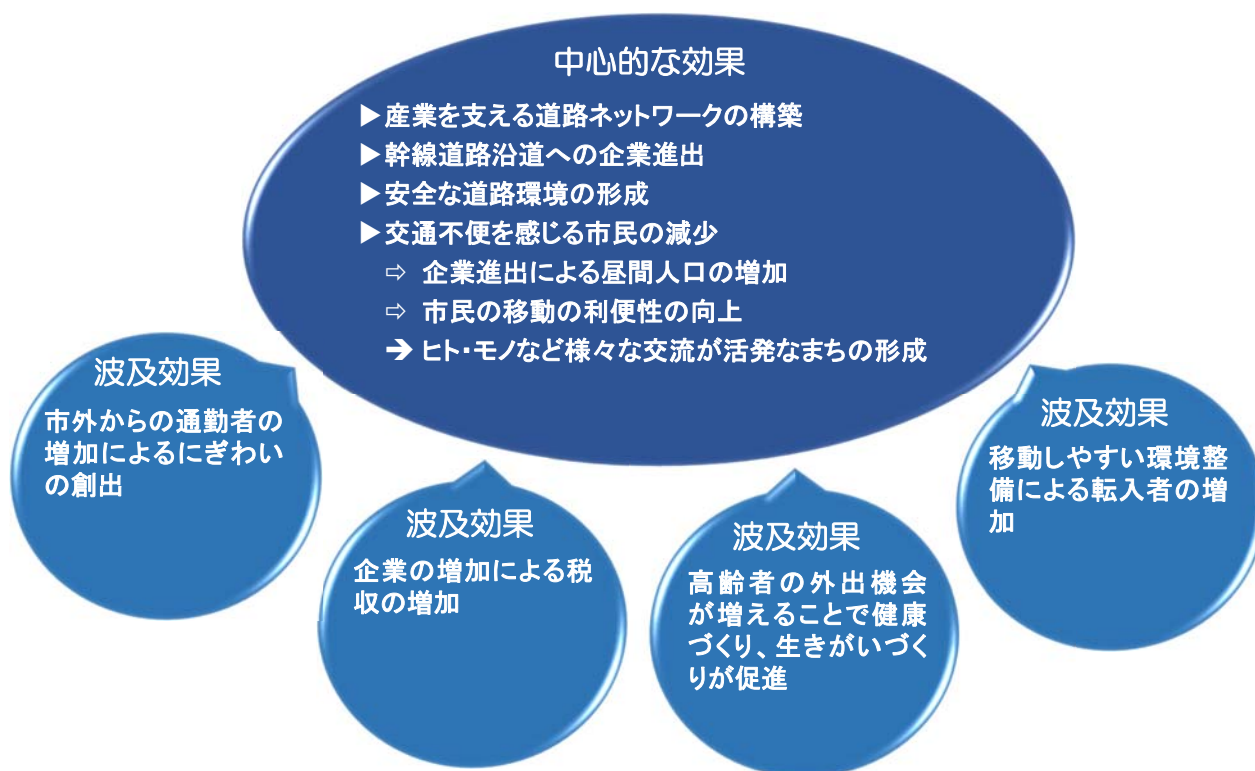 中心的な効果
▶産業を支える道路ネットワークの構築
▶幹線道路沿道への企業進出
▶安全な道路環境の形成
▶交通不便を感じる市民の減少
⇨ 企業進出による昼間人口の増加
⇨ 市民の移動の利便性の向上
➔ ヒト・モノなど様々な交流が活発なまちの形成
波及効果
市外からの通勤者の
増加によるにぎわい
の創出
波及効果
企業の増加による税
収の増加
波及効果
高齢者の外出機会
が増えることで健康
づくり、生きがいづく
りが促進
波及効果
移動しやすい環境整
備による転入者の増
加